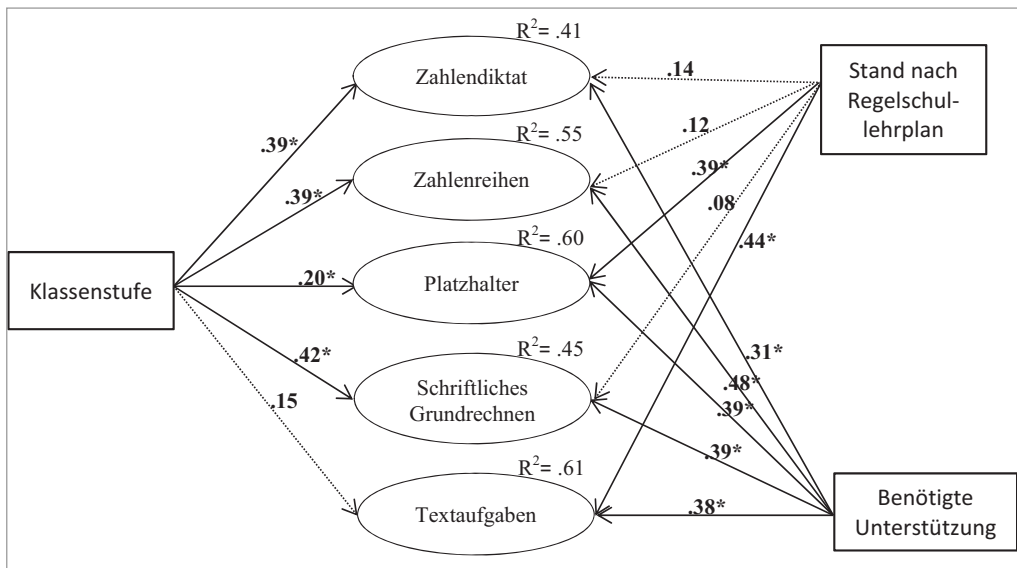 R²= .41
Zahlendiktat
Stand nach
Regelschul-
lehrplan
.14
.39*
R²= .55
.12
Zahlenreihen
.39*
.39*
.08
R²= .60
.44*
Klassenstufe
.20*
Platzhalter
.42*
R²= .45
.31*
.48*
Schriftliches
Grundrechnen
.15
.39*
.39*
R²= .61
Textaufgaben
.38*
Benötigte
Unterstützung